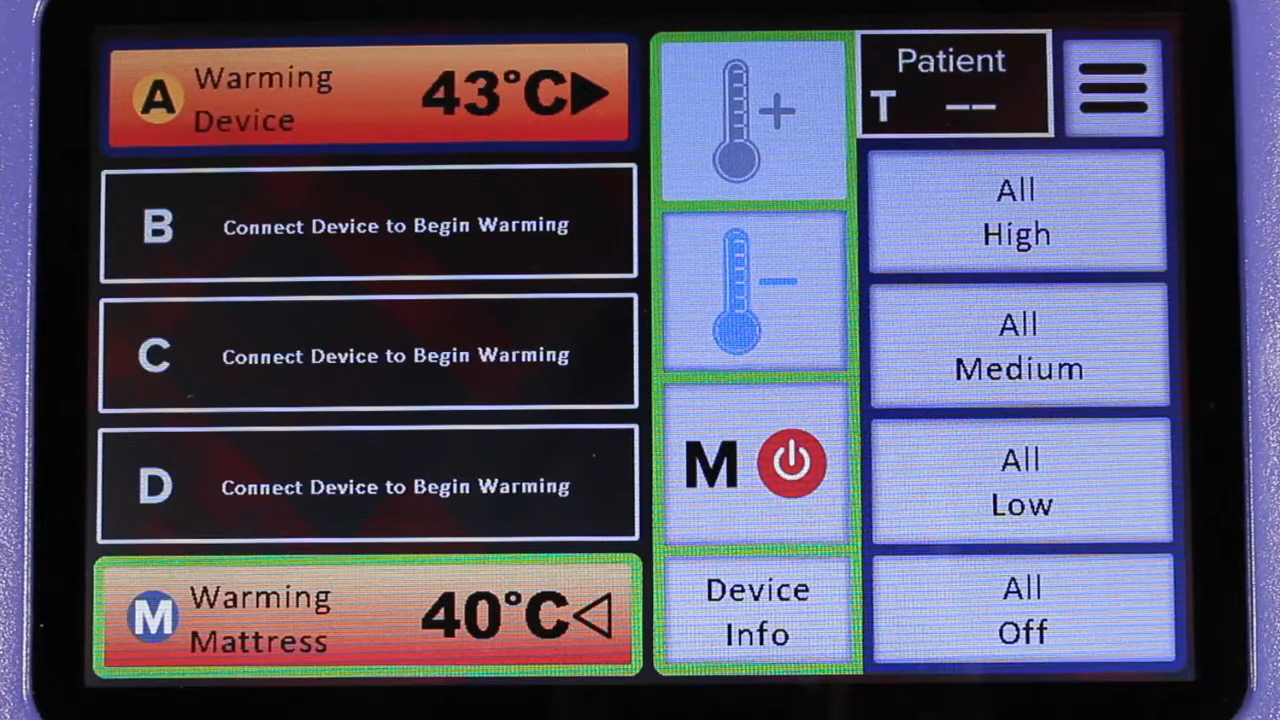 A Warming Device 43°C
B Connect Device to Begin Warming
C Connect Device to Begin Warming
D Connect Device to Begin Warming
M Warming Mattress 40°C
+
−
M
Device
Info
Patient
T --
All
High
All
Medium
All
Low
All
Off